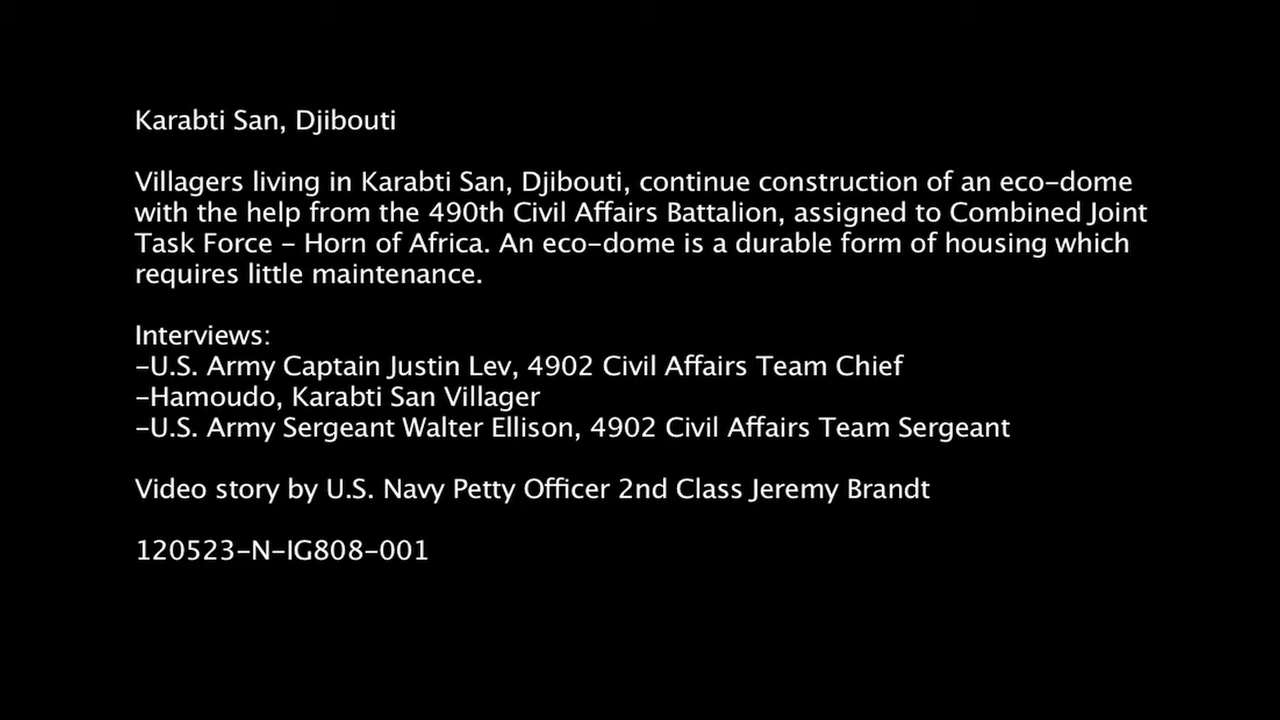 Karabti San, Djibouti
Villagers living in Karabti San, Djibouti, continue construction of an eco-dome
with the help from the 490th Civil Affairs Battalion, assigned to Combined Joint
Task Force - Horn of Africa. An eco-dome is a durable form of housing which
requires little maintenance.
Interviews:
-U.S. Army Captain Justin Lev, 4902 Civil Affairs Team Chief
-Hamoudo, Karabti San Villager
-U.S. Army Sergeant Walter Ellison, 4902 Civil Affairs Team Sergeant
Video story by U.S. Navy Petty Officer 2nd Class Jeremy Brandt
120523-N-IG808-001